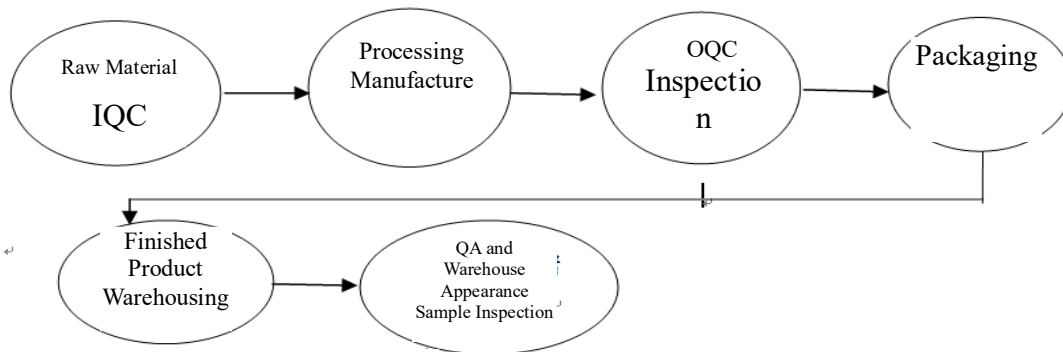 Raw Material
IQC
Processing
Manufacture
OQC
Inspectio
n
Packaging
Finished
Product
Warehousing
QA and
Warehouse
Appearance
Sample Inspection